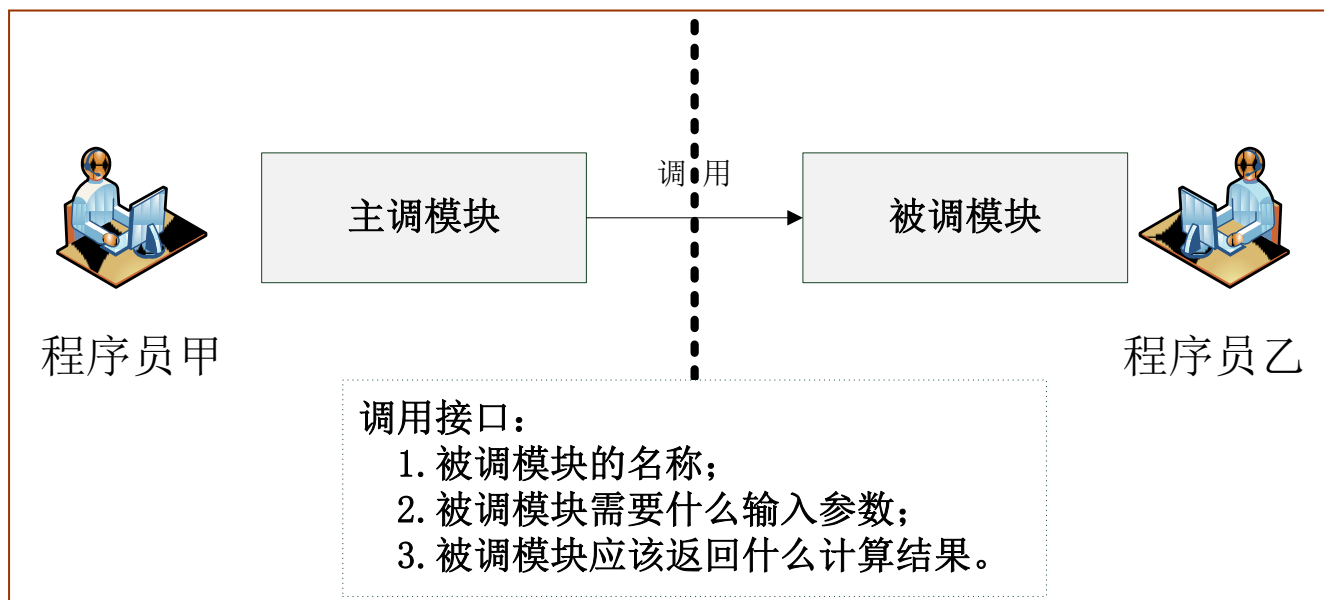 调用
主调模块
被调模块
程序员甲
程序员乙
调用接口：
1.被调模块的名称；
2.被调模块需要什么输入参数；
3.被调模块应该返回什么计算结果。